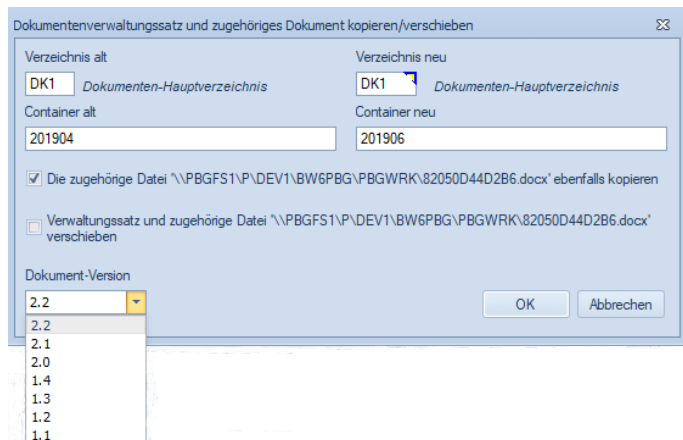 Dokumentenverwaltungssatz und zugehöriges Dokument kopieren/verschieben
Verzeichnis alt
Verzeichnis neu
DK1 Dokumenten-Hauptverzeichnis
DK1 Dokumenten-Hauptverzeichnis
Container alt
Container neu
201904
201906
Die zugehörige Datei '\\PBGFS1\P\DEV1\BW6PBG\PBGWRK\82050D44D2B6.docx' ebenfalls kopieren
Verwaltungssatz und zugehörige Datei '\\PBGFS1\P\DEV1\BW6PBG\PBGWRK\82050D44D2B6.docx'
verschieben
Dokument-Version
2.2
OK
Abbrechen
2.2
2.1
2.0
1.4
1.3
1.2
1.1